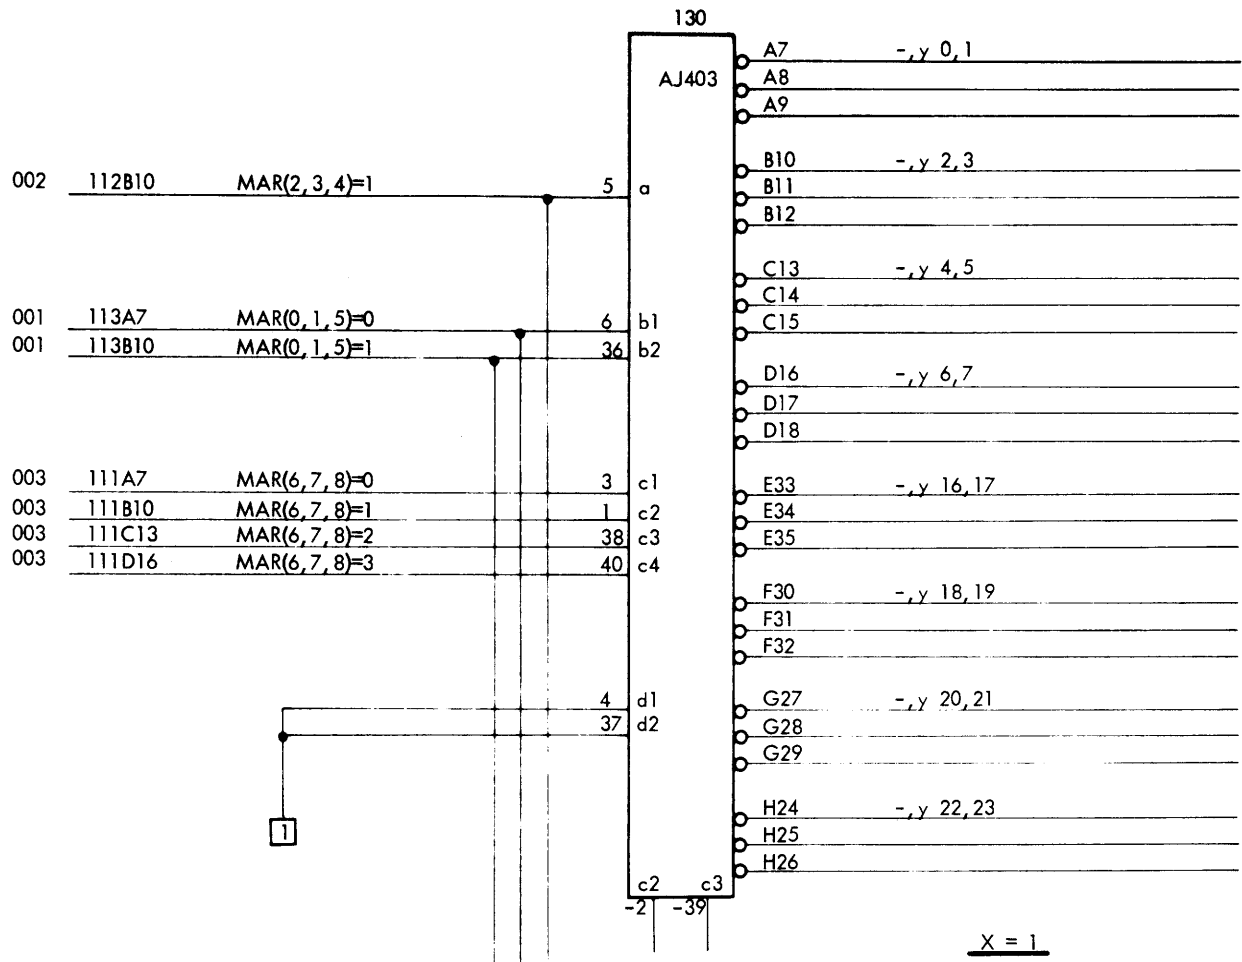 130
AJ403
A7 -,y 0,1
A8
A9
B10 -,y 2,3
002 112B10 MAR(2,3,4)=1 5 a
B11
B12
C13 -,y 4,5
C14
001 113A7 MAR(0,1,5)=0 6 b1
C15
001 113B10 MAR(0,1,5)=1 36 b2
D16 -,y 6,7
D17
D18
003 111A7 MAR(6,7,8)=0 3 c1
E33 -,y 16,17
003 111B10 MAR(6,7,8)=1 1 c2
E34
003 111C13 MAR(6,7,8)=2 38 c3
E35
003 111D16 MAR(6,7,8)=3 40 c4
F30 -,y 18,19
F31
F32
4 d1
G27 -,y 20,21
37 d2
G28
G29
H24 -,y 22,23
1
H25
H26
c2 c3
-2 -39
X = 1